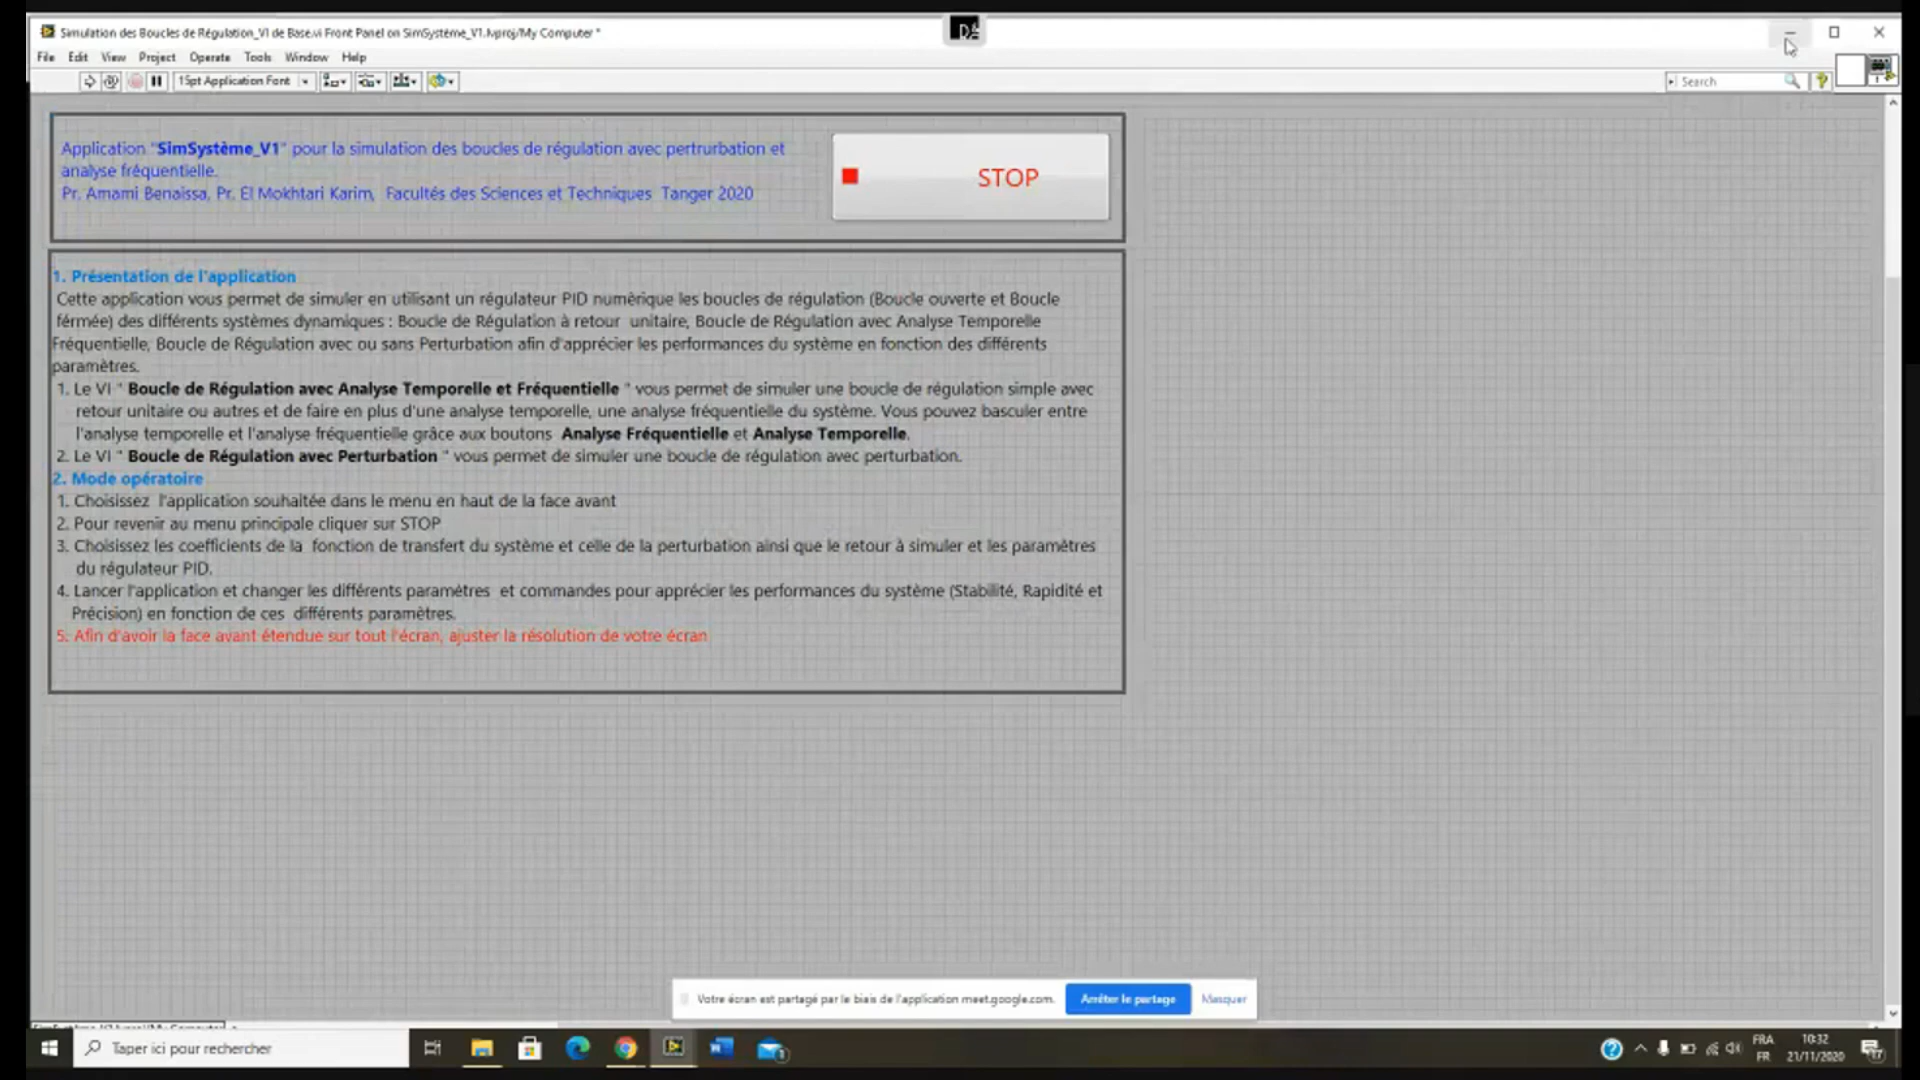 Simulation des Boucles de Régulation_VI de Base.vi Front Panel on SimSystème_V1.lvproj/My Computer *
File Edit View Project Operate Tools Window Help
15pt Application Font
Search
Application "SimSystème_V1" pour la simulation des boucles de régulation avec pertrurbation et
analyse fréquentielle.
Pr. Amami Benaissa, Pr. El Mokhtari Karim, Facultés des Sciences et Techniques Tanger 2020
STOP
1. Présentation de l'application
Cette application vous permet de simuler en utilisant un régulateur PID numèrique les boucles de régulation (Boucle ouverte et Boucle
férmée) des différents systèmes dynamiques : Boucle de Régulation à retour unitaire, Boucle de Régulation avec Analyse Temporelle
Fréquentielle, Boucle de Régulation avec ou sans Perturbation afin d'apprécier les performances du système en fonction des différents
paramètres.
1. Le VI " Boucle de Régulation avec Analyse Temporelle et Fréquentielle " vous permet de simuler une boucle de régulation simple avec
retour unitaire ou autres et de faire en plus d'une analyse temporelle, une analyse fréquentielle du système. Vous pouvez basculer entre
l'analyse temporelle et l'analyse fréquentielle grâce aux boutons Analyse Fréquentielle et Analyse Temporelle.
2. Le VI " Boucle de Régulation avec Perturbation " vous permet de simuler une boucle de régulation avec perturbation.
2. Mode opératoire
1. Choisissez l'application souhaitée dans le menu en haut de la face avant
2. Pour revenir au menu principale cliquer sur STOP
3. Choisissez les coefficients de la fonction de transfert du système et celle de la perturbation ainsi que le retour à simuler et les paramètres
du régulateur PID.
4. Lancer l'application et changer les différents paramètres et commandes pour apprécier les performances du système (Stabilité, Rapidité et
Précision) en fonction de ces différents paramètres.
5. Afin d'avoir la face avant étendue sur tout l'écran, ajuster la résolution de votre écran
Votre écran est partagé par le biais de l'application meet.google.com.
Arrêter le partage
Masquer
Taper ici pour rechercher
FRA
FR
10:32
21/11/2020